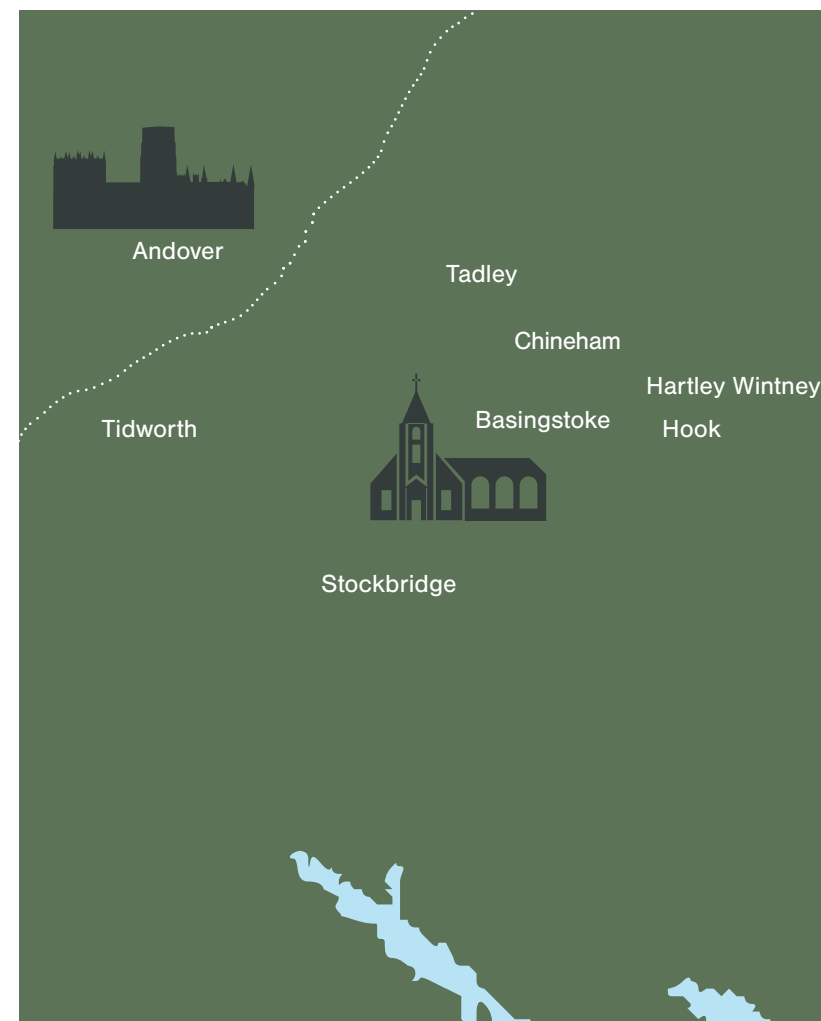 Andover
Tadley
Chineham
Hartley Wintney
Basingstoke
Tidworth
Hook
Stockbridge